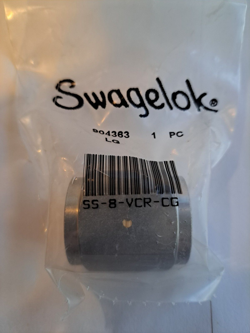 Swagelok®
904363 1 PC
LG
SS-8-VCR-CG